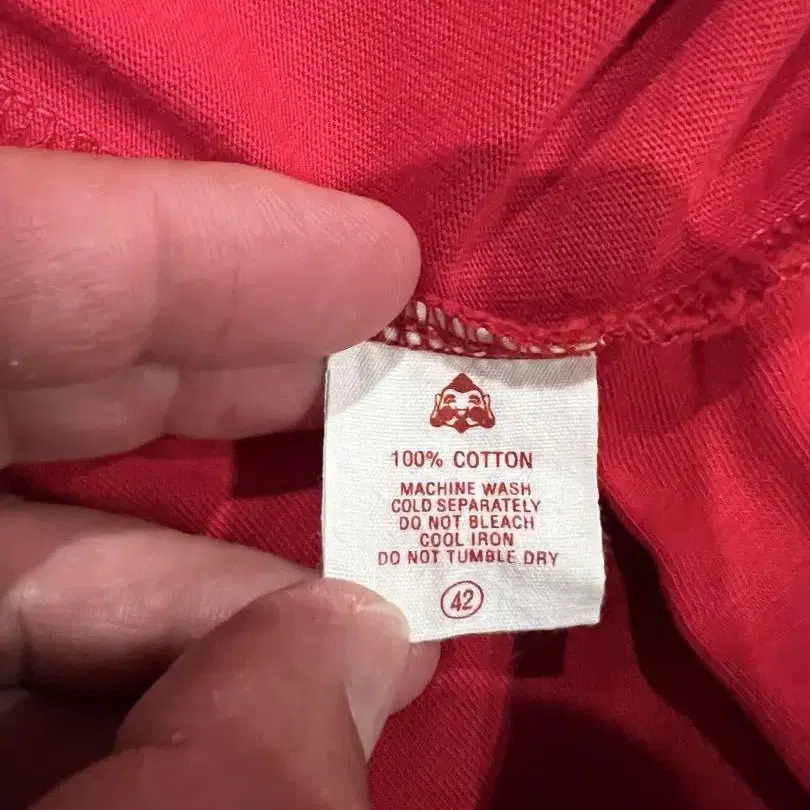 100% COTTON
MACHINE WASH
COLD SEPARATELY
DO NOT BLEACH
COOL IRON
DO NOT TUMBLE DRY
42